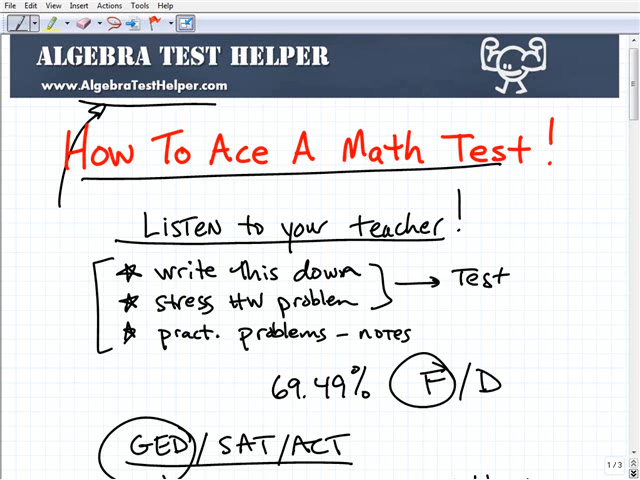 File Edit View Insert Actions Tools Help
ALGEBRA TEST HELPER
www.AlgebraTestHelper.com
How To Ace A Math Test!
Listen to your teacher!
write this down
stress HW problem
pract. problems - notes
Test
69.49% F/D
GED/SAT/ACT
1/3